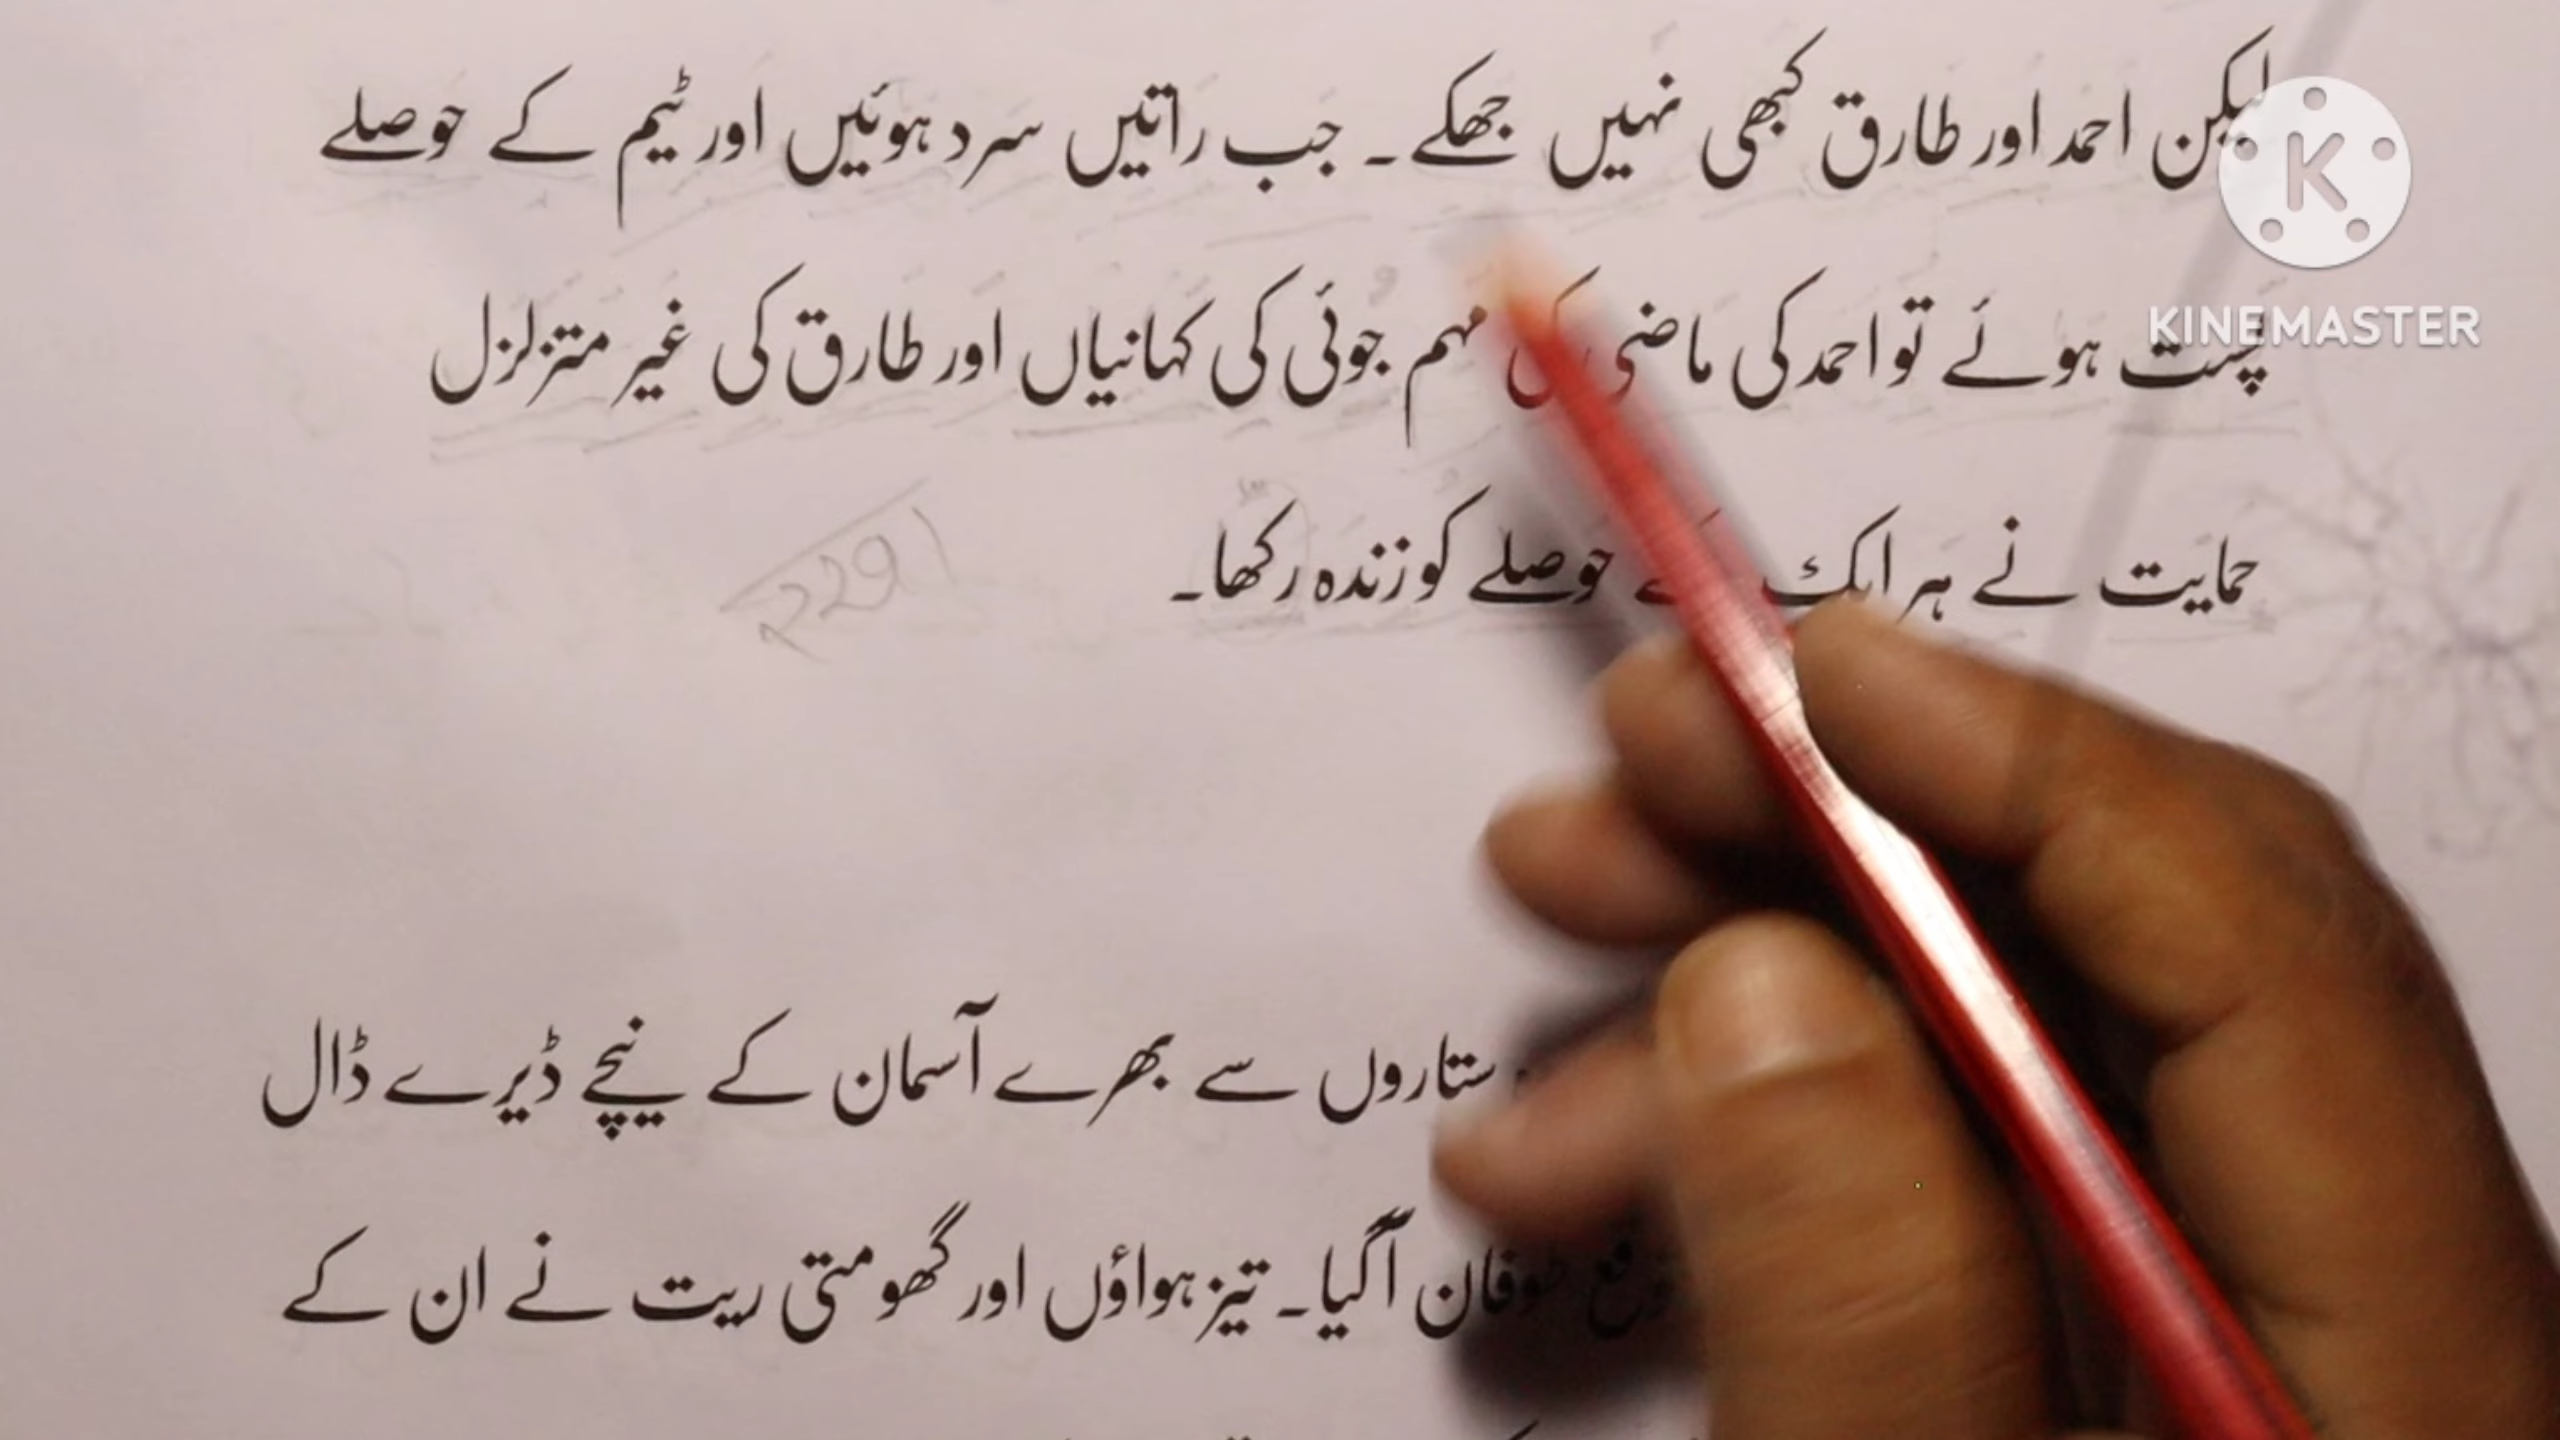 لیکن احمد اور طارق کبھی نہیں جھکے۔ جب راتیں سرد ہوئیں اور ٹیم کے حوصلے
پست ہوئے تو احمد کی ماضی کی مہم جوئی کی کہانیاں اور طارق کی غیر متزلزل
حمایت نے ہر ایک کے حوصلے کو زندہ رکھا۔
ستاروں سے بھرے آسمان کے نیچے ڈیرے ڈال
طوفان آگیا۔ تیز ہواؤں اور گھومتی ریت نے ان کے
KINEMASTER